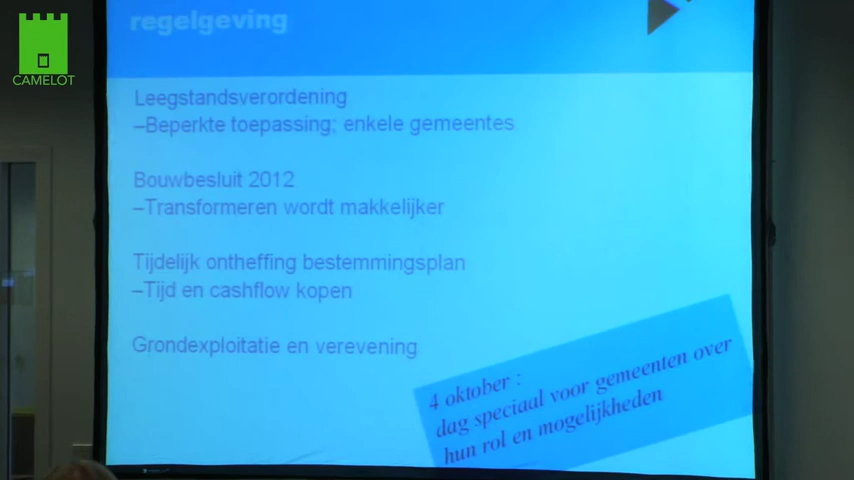 CAMELOT
regelgeving
Leegstandsverordening
–Beperkte toepassing; enkele gemeentes
Bouwbesluit 2012
–Transformeren wordt makkelijker
Tijdelijk ontheffing bestemmingsplan
–Tijd en cashflow kopen
Grondexploitatie en verevening
4 oktober :
dag speciaal voor gemeenten over
hun rol en mogelijkheden